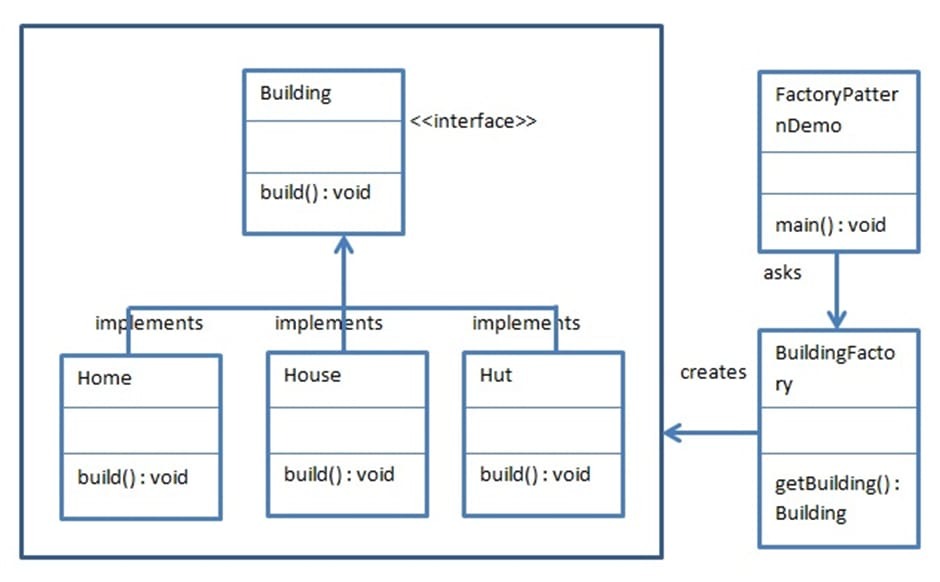 Building
<<interface>>
build() : void
implements
implements
implements
Home
build() : void
House
build() : void
Hut
build() : void
FactoryPatter
nDemo
main() : void
asks
creates
BuildingFacto
ry
getBuilding() :
Building